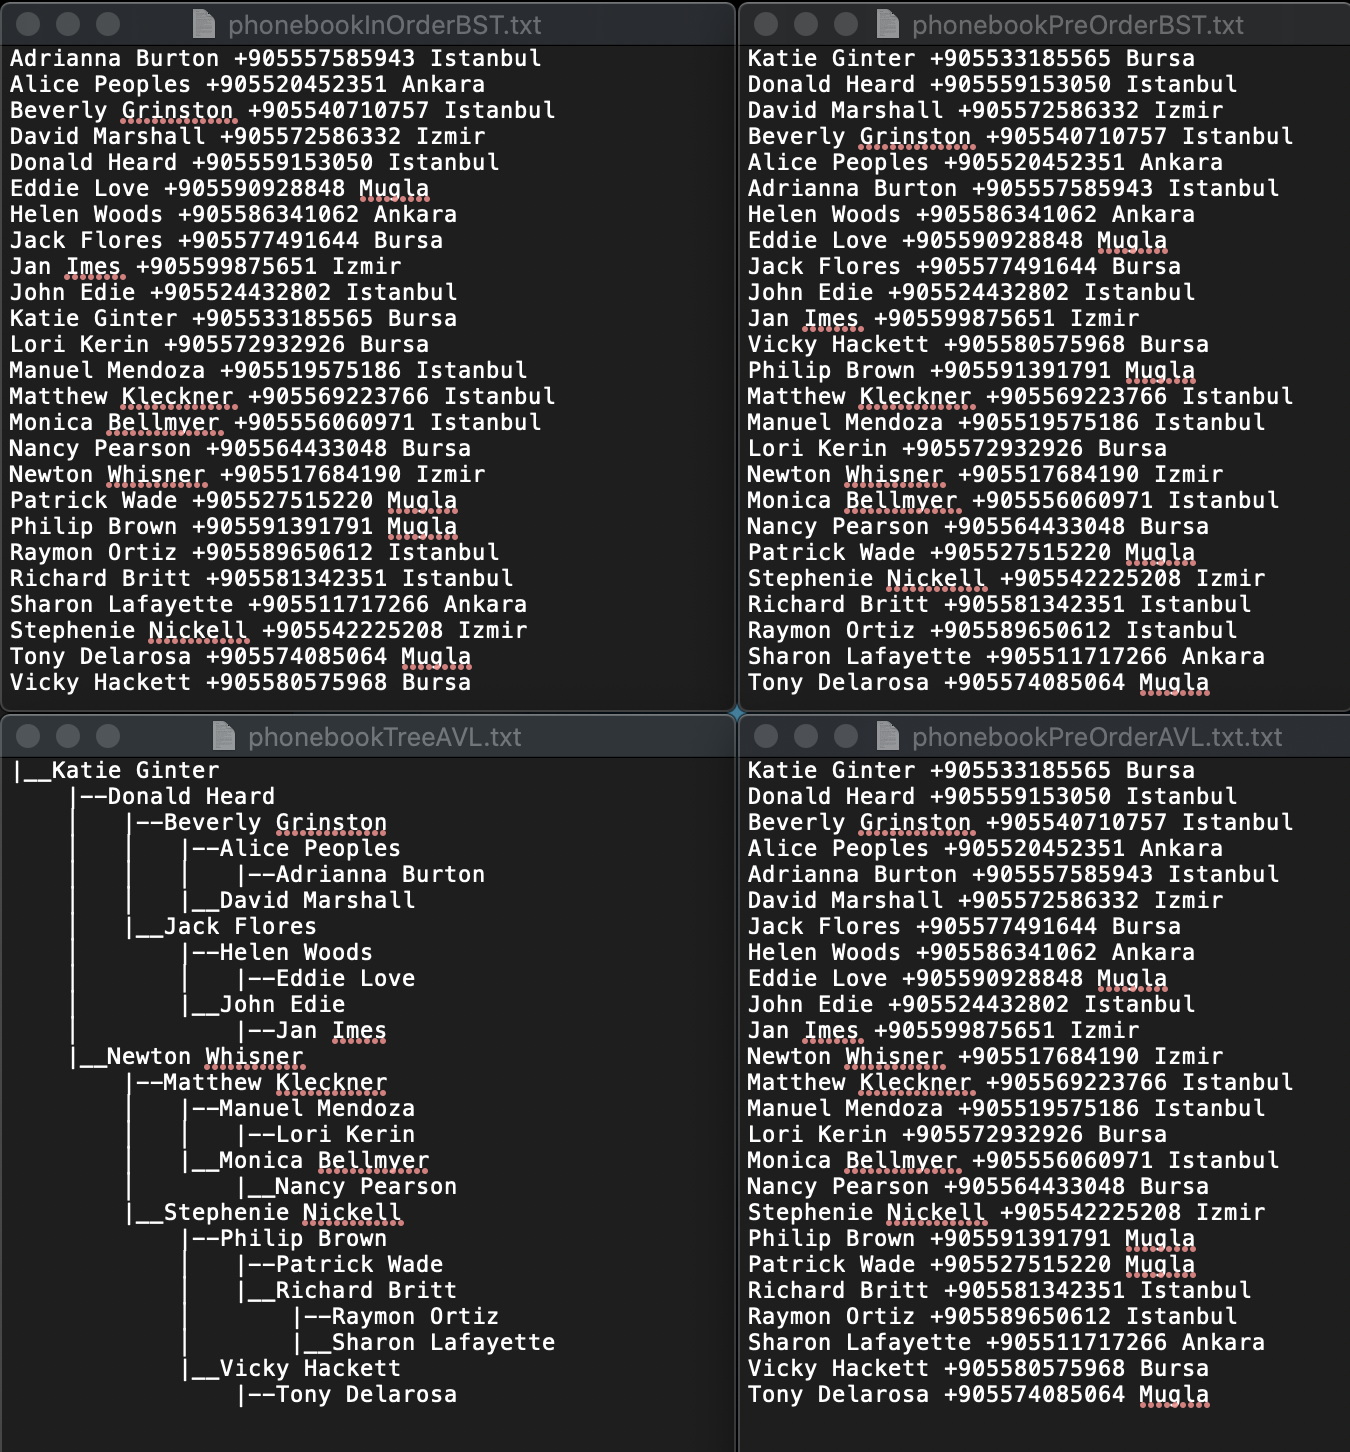 phonebookInOrderBST.txt
Adrianna Burton +905557585943 Istanbul
Alice Peoples +905520452351 Ankara
Beverly Grinston +905540710757 Istanbul
David Marshall +905572586332 Izmir
Donald Heard +905559153050 Istanbul
Eddie Love +905590928848 Mugla
Helen Woods +905586341062 Ankara
Jack Flores +905577491644 Bursa
Jan Imes +905599875651 Izmir
John Edie +905524432802 Istanbul
Katie Ginter +905533185565 Bursa
Lori Kerin +905572932926 Bursa
Manuel Mendoza +905519575186 Istanbul
Matthew Kleckner +905569223766 Istanbul
Monica Bellmyer +905556060971 Istanbul
Nancy Pearson +905564433048 Bursa
Newton Whisner +905517684190 Izmir
Patrick Wade +905527515220 Mugla
Philip Brown +905591391791 Mugla
Raymon Ortiz +905589650612 Istanbul
Richard Britt +905581342351 Istanbul
Sharon Lafayette +905511717266 Ankara
Stephenie Nickell +905542225208 Izmir
Tony Delarosa +905574085064 Mugla
Vicky Hackett +905580575968 Bursa
phonebookPreOrderBST.txt
Katie Ginter +905533185565 Bursa
Donald Heard +905559153050 Istanbul
David Marshall +905572586332 Izmir
Beverly Grinston +905540710757 Istanbul
Alice Peoples +905520452351 Ankara
Adrianna Burton +905557585943 Istanbul
Helen Woods +905586341062 Ankara
Eddie Love +905590928848 Mugla
Jack Flores +905577491644 Bursa
John Edie +905524432802 Istanbul
Jan Imes +905599875651 Izmir
Vicky Hackett +905580575968 Bursa
Philip Brown +905591391791 Mugla
Matthew Kleckner +905569223766 Istanbul
Manuel Mendoza +905519575186 Istanbul
Lori Kerin +905572932926 Bursa
Newton Whisner +905517684190 Izmir
Monica Bellmyer +905556060971 Istanbul
Nancy Pearson +905564433048 Bursa
Patrick Wade +905527515220 Mugla
Stephenie Nickell +905542225208 Izmir
Richard Britt +905581342351 Istanbul
Raymon Ortiz +905589650612 Istanbul
Sharon Lafayette +905511717266 Ankara
Tony Delarosa +905574085064 Mugla
phonebookTreeAVL.txt
|__Katie Ginter
    |--Donald Heard
    |   |--Beverly Grinston
    |   |   |--Alice Peoples
    |   |   |   |--Adrianna Burton
    |   |   |__David Marshall
    |   |__Jack Flores
    |       |--Helen Woods
    |       |   |--Eddie Love
    |       |__John Edie
    |           |--Jan Imes
    |__Newton Whisner
        |--Matthew Kleckner
        |   |--Manuel Mendoza
        |   |   |--Lori Kerin
        |   |__Monica Bellmyer
        |       |__Nancy Pearson
        |__Stephenie Nickell
            |--Philip Brown
            |   |--Patrick Wade
            |   |__Richard Britt
            |       |--Raymon Ortiz
            |       |__Sharon Lafayette
            |__Vicky Hackett
                |--Tony Delarosa
phonebookPreOrderAVL.txt.txt
Katie Ginter +905533185565 Bursa
Donald Heard +905559153050 Istanbul
Beverly Grinston +905540710757 Istanbul
Alice Peoples +905520452351 Ankara
Adrianna Burton +905557585943 Istanbul
David Marshall +905572586332 Izmir
Jack Flores +905577491644 Bursa
Helen Woods +905586341062 Ankara
Eddie Love +905590928848 Mugla
John Edie +905524432802 Istanbul
Jan Imes +905599875651 Izmir
Newton Whisner +905517684190 Izmir
Matthew Kleckner +905569223766 Istanbul
Manuel Mendoza +905519575186 Istanbul
Lori Kerin +905572932926 Bursa
Monica Bellmyer +905556060971 Istanbul
Nancy Pearson +905564433048 Bursa
Stephenie Nickell +905542225208 Izmir
Philip Brown +905591391791 Mugla
Patrick Wade +905527515220 Mugla
Richard Britt +905581342351 Istanbul
Raymon Ortiz +905589650612 Istanbul
Sharon Lafayette +905511717266 Ankara
Vicky Hackett +905580575968 Bursa
Tony Delarosa +905574085064 Mugla